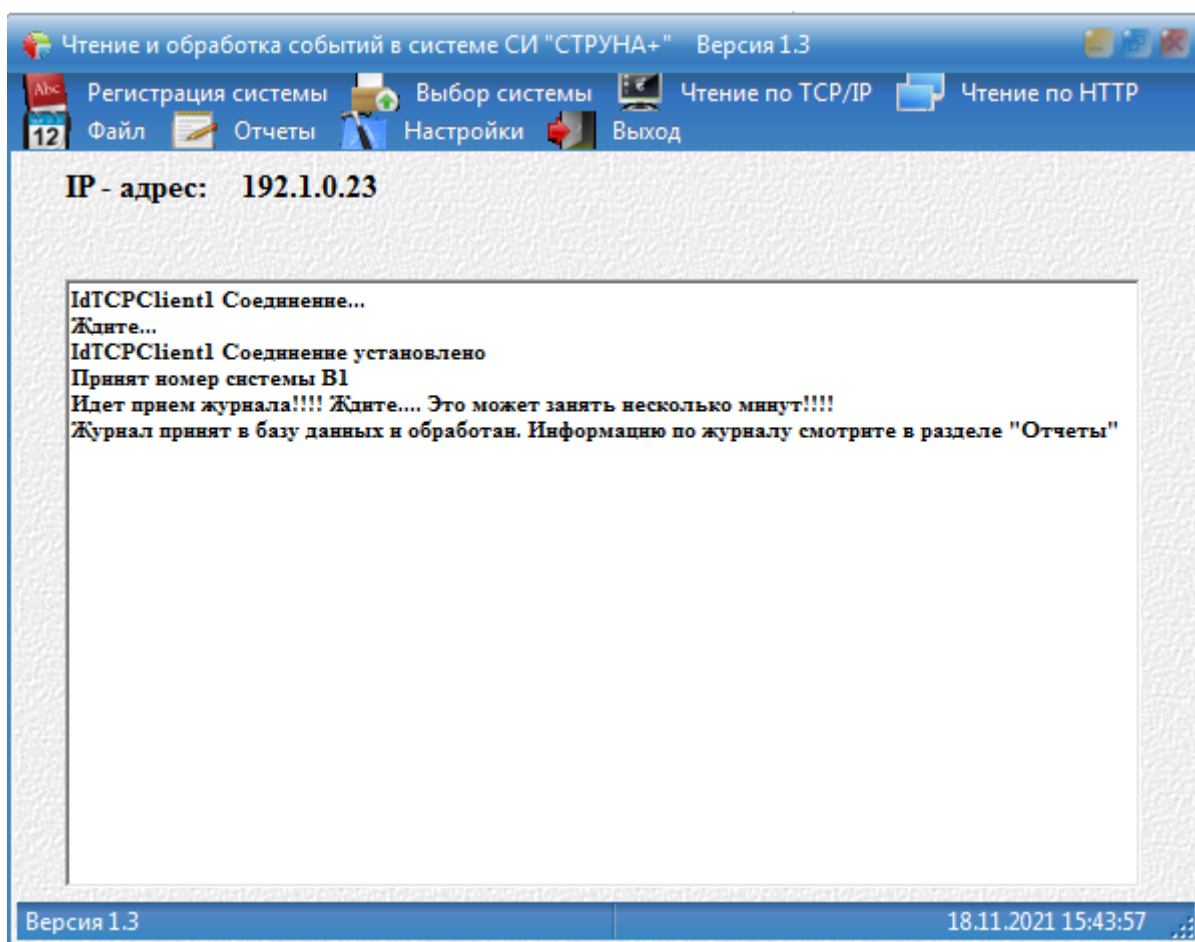 Чтение и обработка событий в системе СИ "СТРУНА+" Версия 1.3
Abc Регистрация системы Выбор системы Чтение по TCP/IP Чтение по HTTP
12 Файл Отчеты Настройки Выход
IP - адрес: 192.1.0.23
IdTCPClient1 Соединение...
Ждите...
IdTCPClient1 Соединение установлено
Принят номер системы B1
Идет прием журнала!!!! Ждите.... Это может занять несколько минут!!!!
Журнал принят в базу данных и обработан. Информацию по журналу смотрите в разделе "Отчеты"
Версия 1.3 18.11.2021 15:43:57